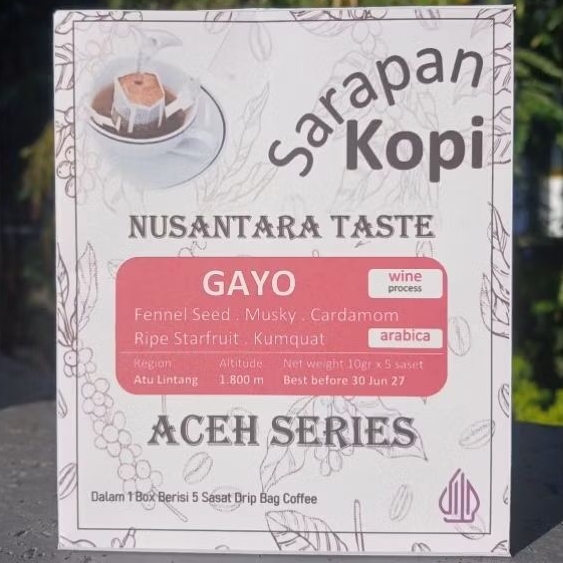 Sarapan
Kopi
NUSANTARA TASTE
GAYO
wine
process
Fennel Seed . Musky . Cardamom
Ripe Starfruit . Kumquat
arabica
Region Altitude Net weight 10gr x 5 saset
Atu Lintang 1.800 m Best before 30 Jun 27
ACEH SERIES
Dalam 1 Box Berisi 5 Sasat Drip Bag Coffee